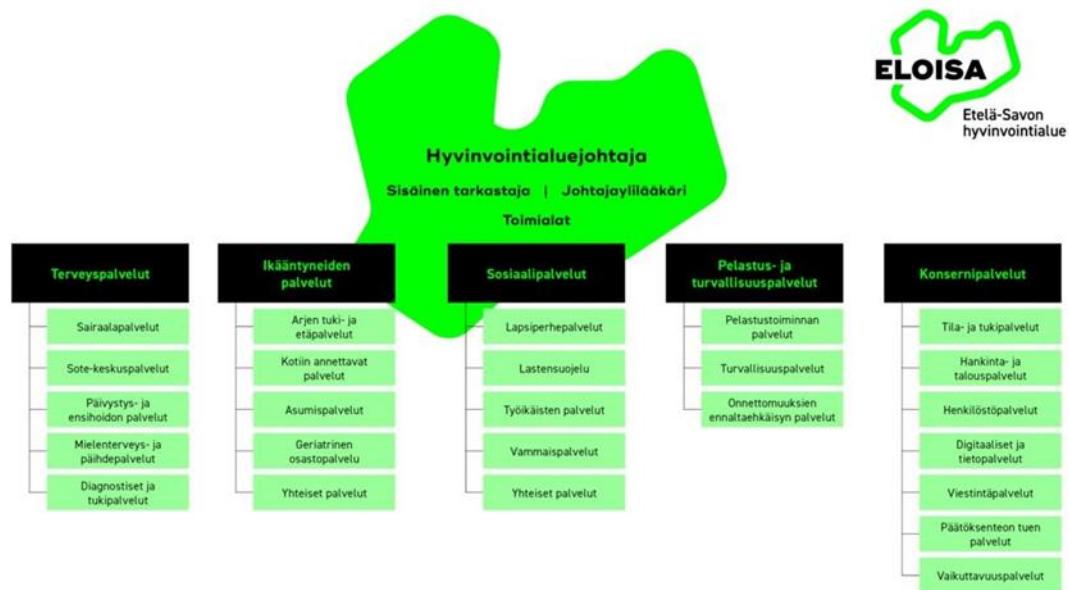 ELOISA
Etelä-Savon
hyvinvointialue
Hyvinvointialuejohtaja
Sisäinen tarkastaja | Johtajaylilääkäri
Toimialat
Terveyspalvelut
Sairaalapalvelut
Sote-keskuspalvelut
Päivystys- ja
ensihoidon palvelut
Mielenterveys- ja
päihdepalvelut
Diagnostiset ja
tukipalvelut
Ikääntyneiden
palvelut
Arjen tuki- ja
etäpalvelut
Kotiin annettavat
palvelut
Asumispalvelut
Geriatrinen
osastopalvelu
Yhteiset palvelut
Sosiaalipalvelut
Lapsiperhepalvelut
Lastensuojelu
Työikäisten palvelut
Vammaispalvelut
Yhteiset palvelut
Pelastus- ja
turvallisuuspalvelut
Pelastustoiminnan
palvelut
Turvallisuuspalvelut
Onnettomuuksien
ennaltaehkäisyn palvelut
Konsernipalvelut
Tila- ja tukipalvelut
Hankinta- ja
talouspalvelut
Henkilöstöpalvelut
Digitaaliset ja
tietopalvelut
Viestintäpalvelut
Päätöksenteon tuen
palvelut
Vaikuttavuuspalvelut